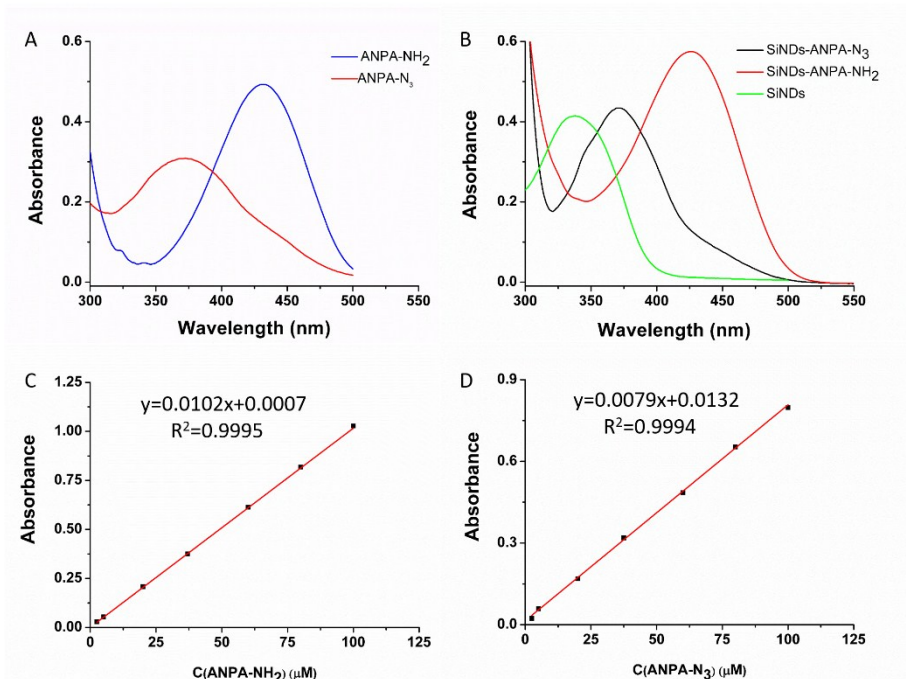 A
0.6
0.4
0.2
0.0
Absorbance
ANPA-NH₂
ANPA-N₃
300 350 400 450 500 550
Wavelength (nm)
B
0.6
0.4
0.2
0.0
Absorbance
SiNDs-ANPA-N₃
SiNDs-ANPA-NH₂
SiNDs
300 350 400 450 500 550
Wavelength (nm)
C
1.25
1.00
0.75
0.50
0.25
0.00
Absorbance
y=0.0102x+0.0007
R²=0.9995
0 25 50 75 100 125
C(ANPA-NH₂) (μM)
D
0.9
0.6
0.3
0.0
Absorbance
y=0.0079x+0.0132
R²=0.9994
0 25 50 75 100 125
C(ANPA-N₃) (μM)